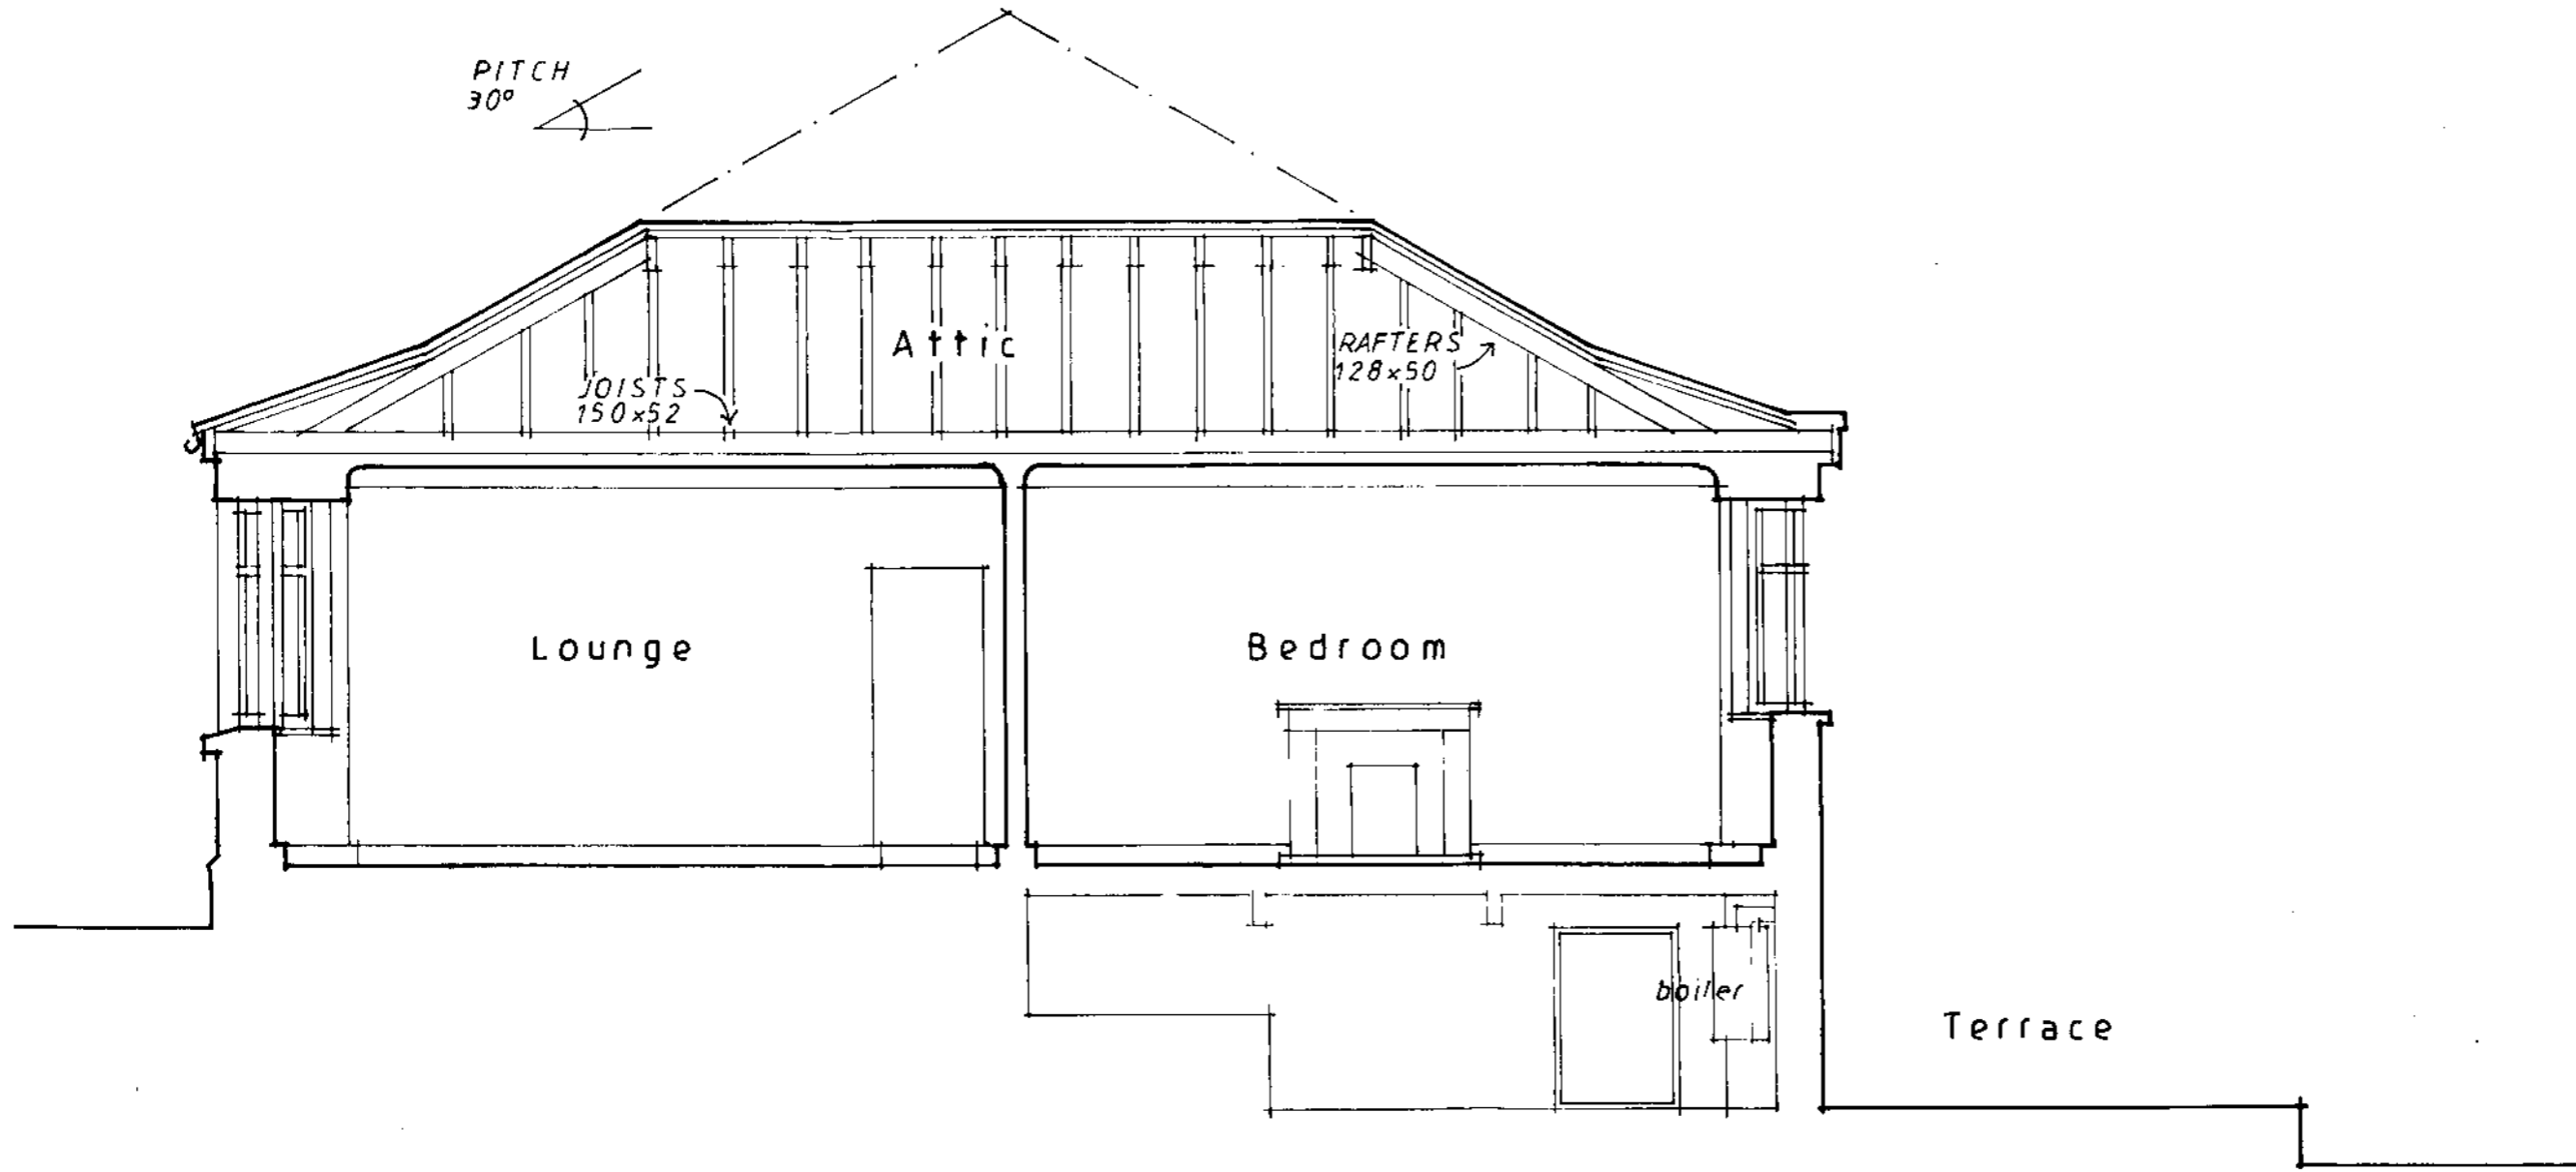 PITCH
30°
Attic
RAFTERS
128×50
JOISTS
150×52
Lounge
Bedroom
boiler
Terrace